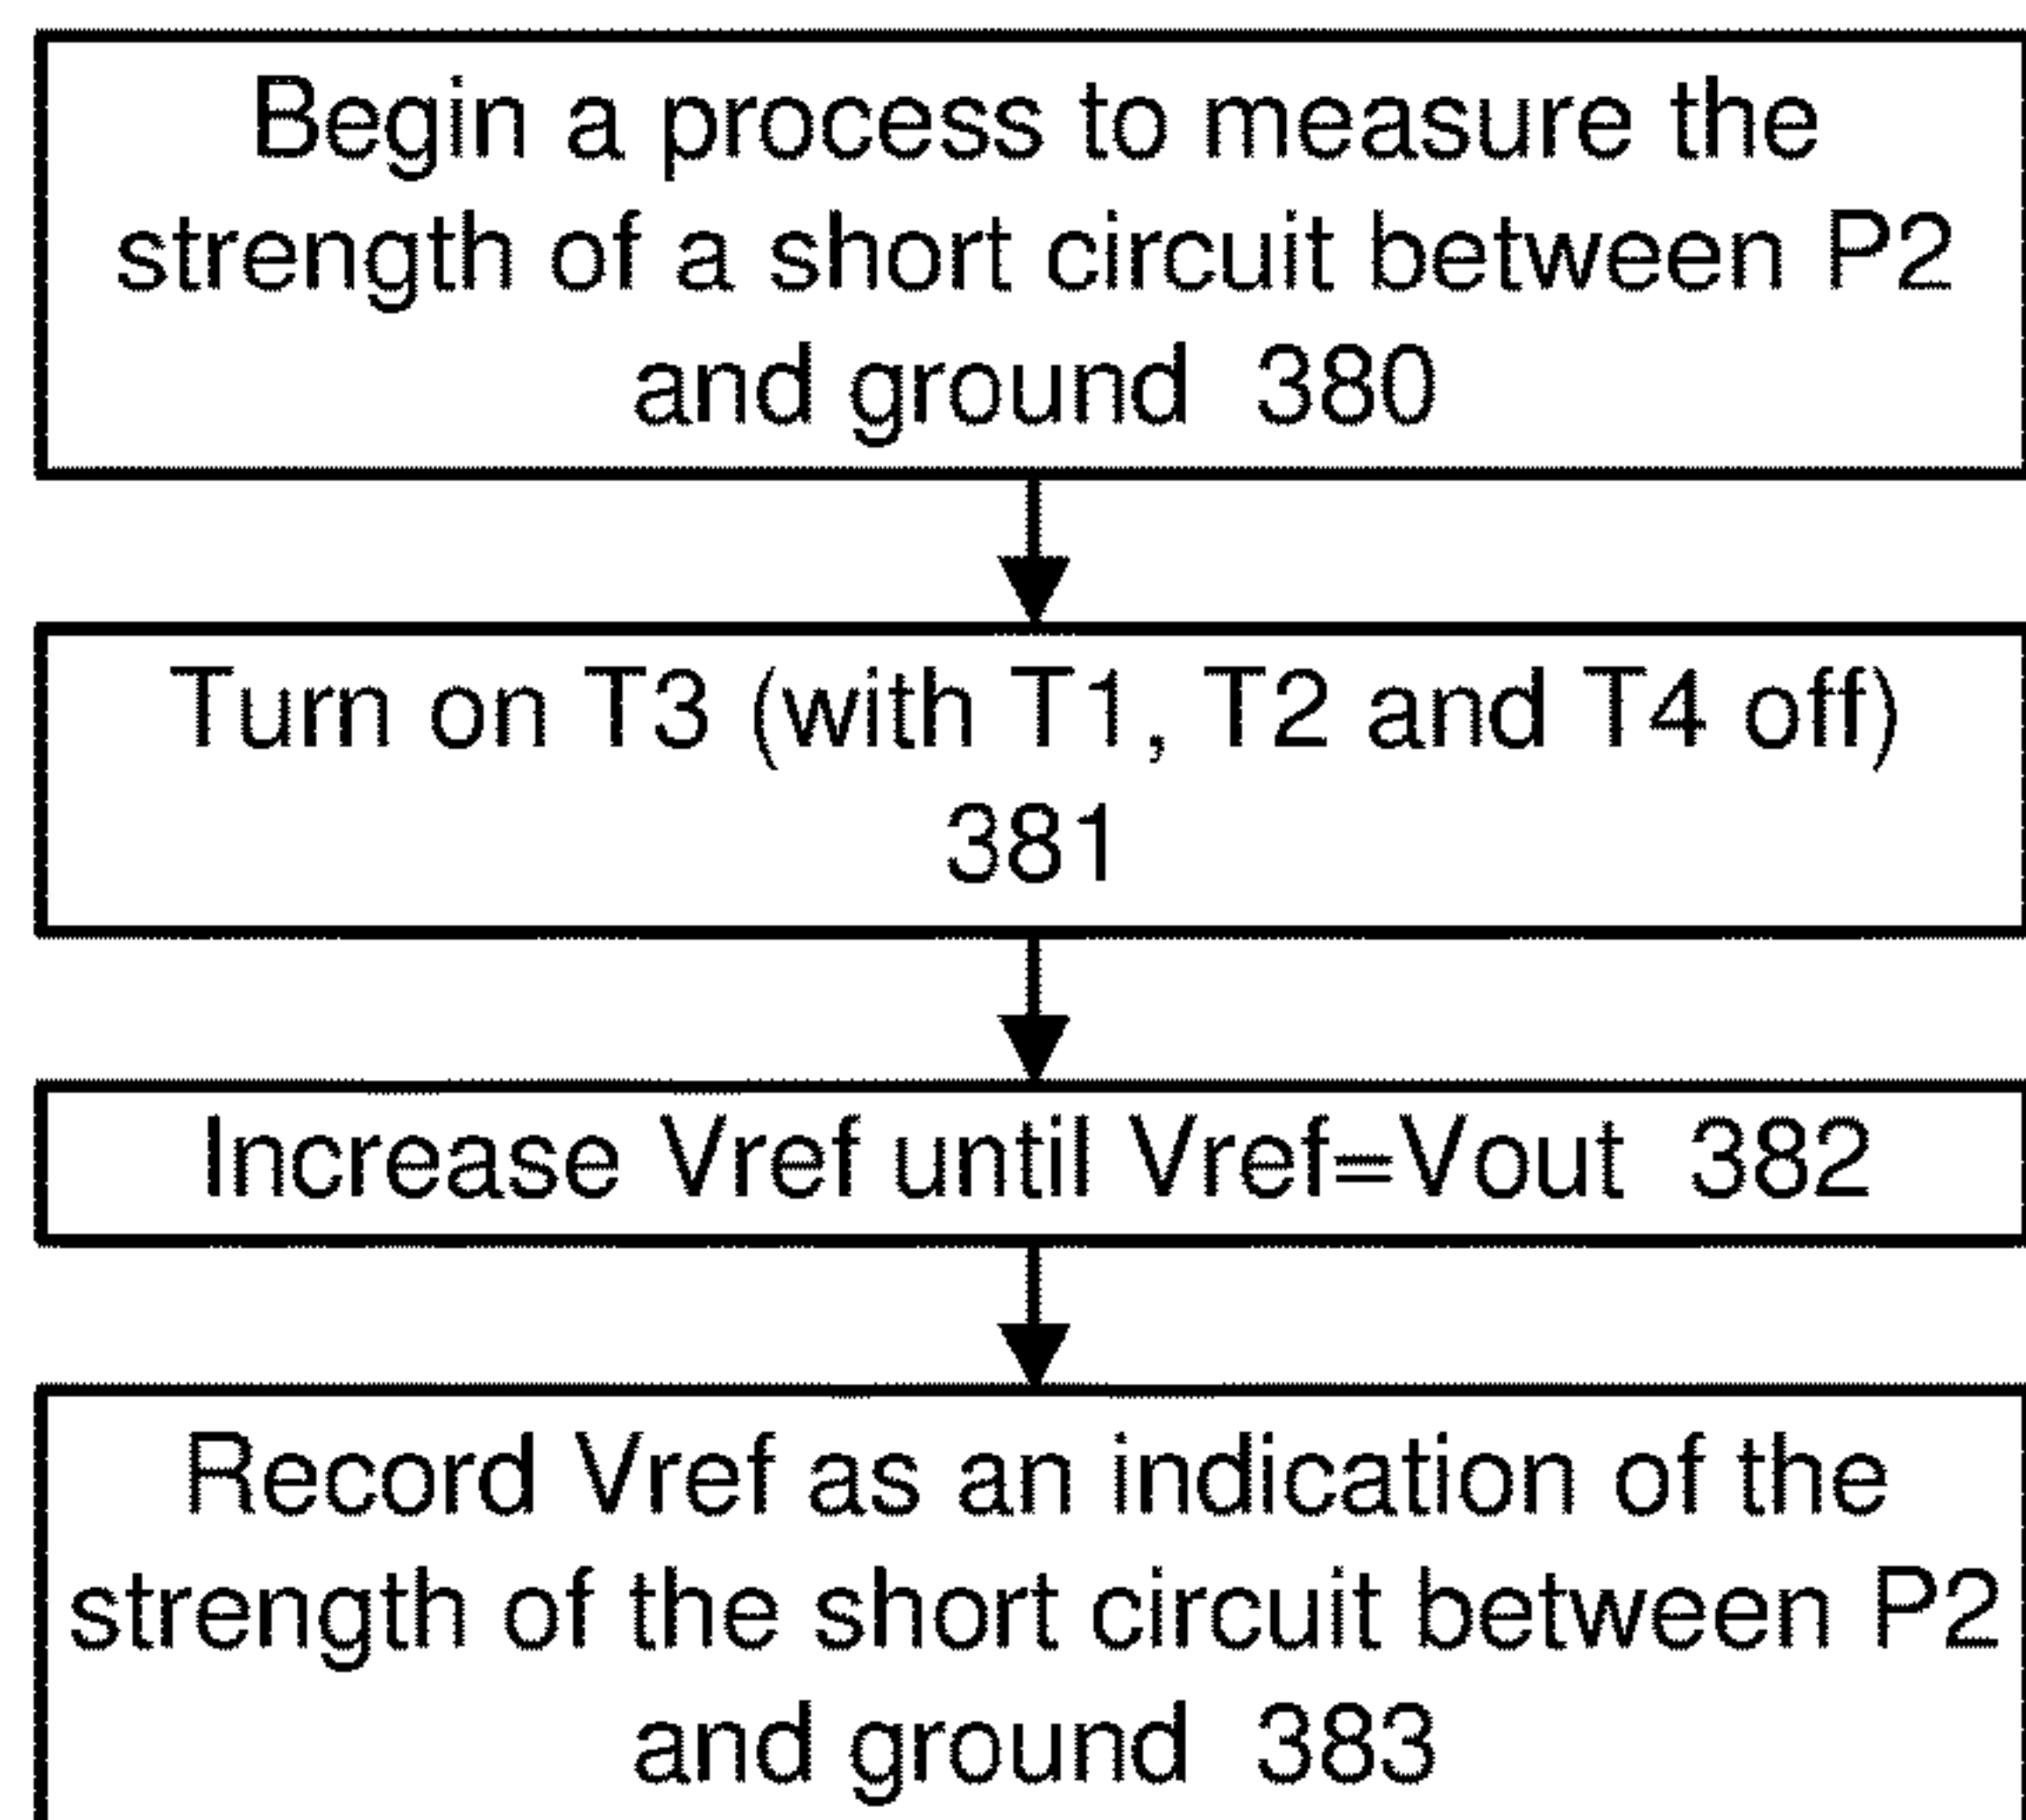 Begin a process to measure the
strength of a short circuit between P2
and ground 380
Turn on T3 (with T1, T2 and T4 off)
381
Increase Vref until Vref=Vout 382
Record Vref as an indication of the
strength of the short circuit between P2
and ground 383